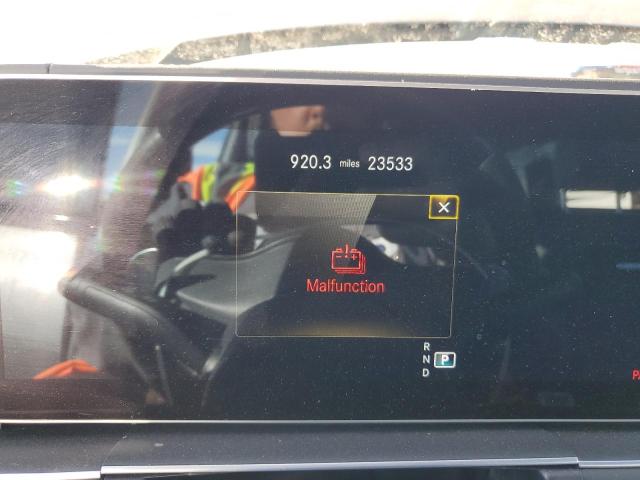 920.3 miles 23533
X
Malfunction
R
N P
D